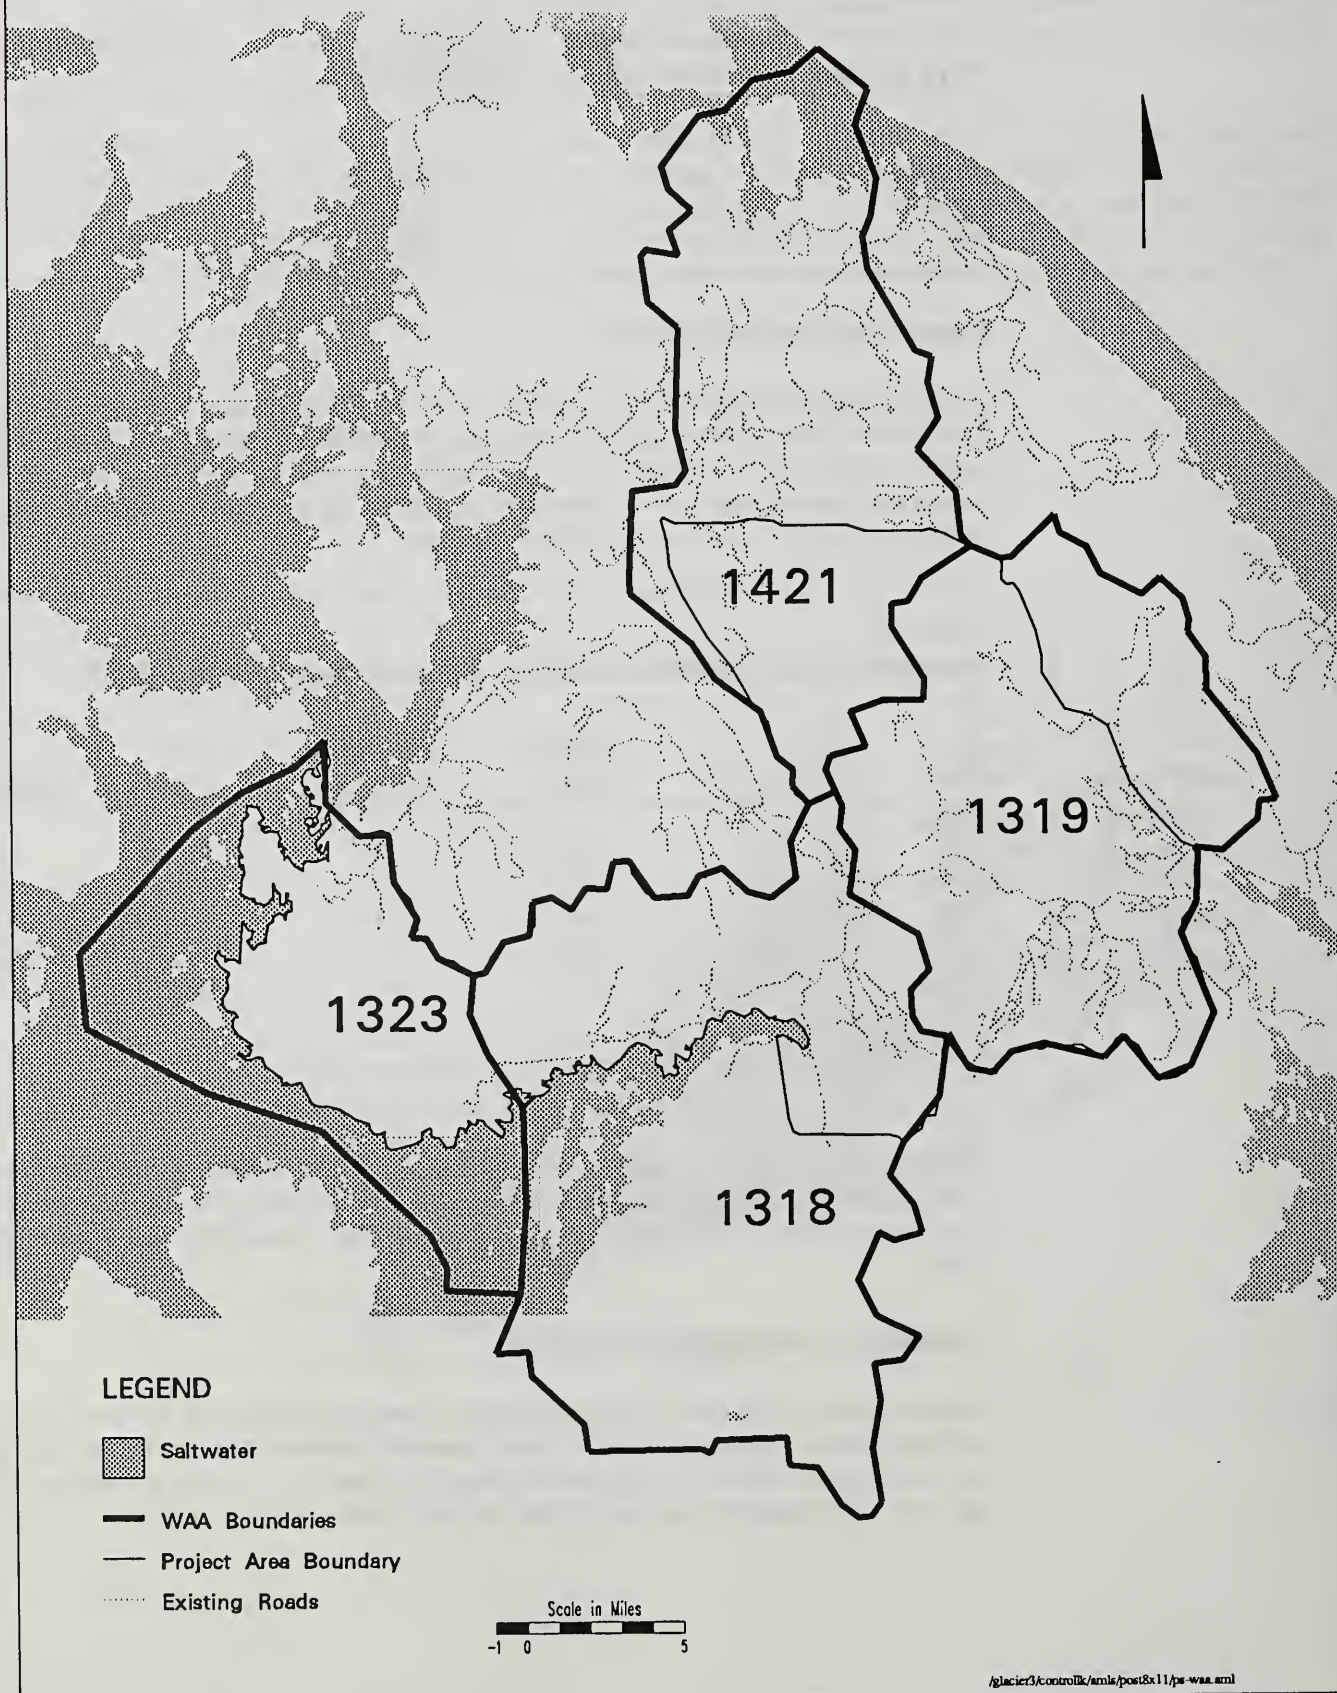 1421
1319
1323
1318
LEGEND
Saltwater
WAA Boundaries
Project Area Boundary
Existing Roads
Scale in Miles
-1 0 5
/glacier3/controllk/amls/post8x11/ps-waa.aml